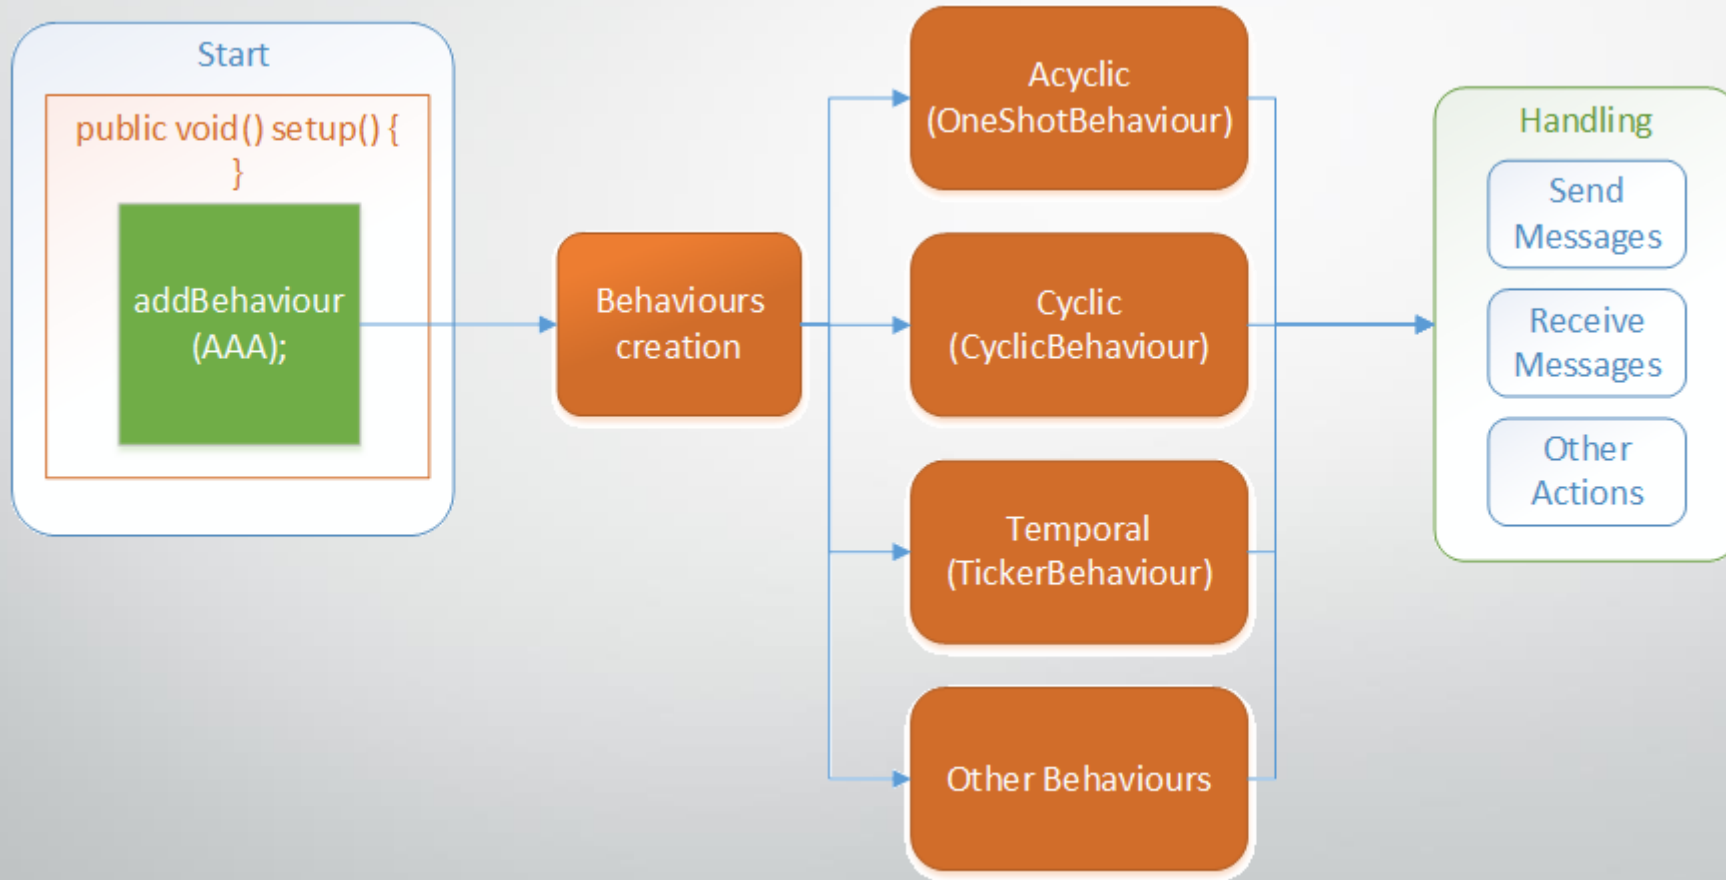 Start
public void() setup() {
}
addBehaviour
(AAA);
Behaviours
creation
Acyclic
(OneShotBehaviour)
Cyclic
(CyclicBehaviour)
Temporal
(TickerBehaviour)
Other Behaviours
Handling
Send
Messages
Receive
Messages
Other
Actions